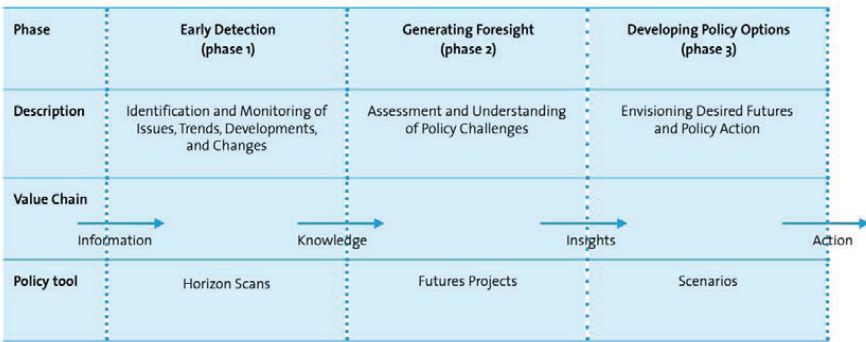 Phase
Early Detection
(phase 1)
Generating Foresight
(phase 2)
Developing Policy Options
(phase 3)
Description
Identification and Monitoring of
Issues, Trends, Developments,
and Changes
Assessment and Understanding
of Policy Challenges
Envisioning Desired Futures
and Policy Action
Value Chain
Information
Knowledge
Insights
Action
Policy tool
Horizon Scans
Futures Projects
Scenarios